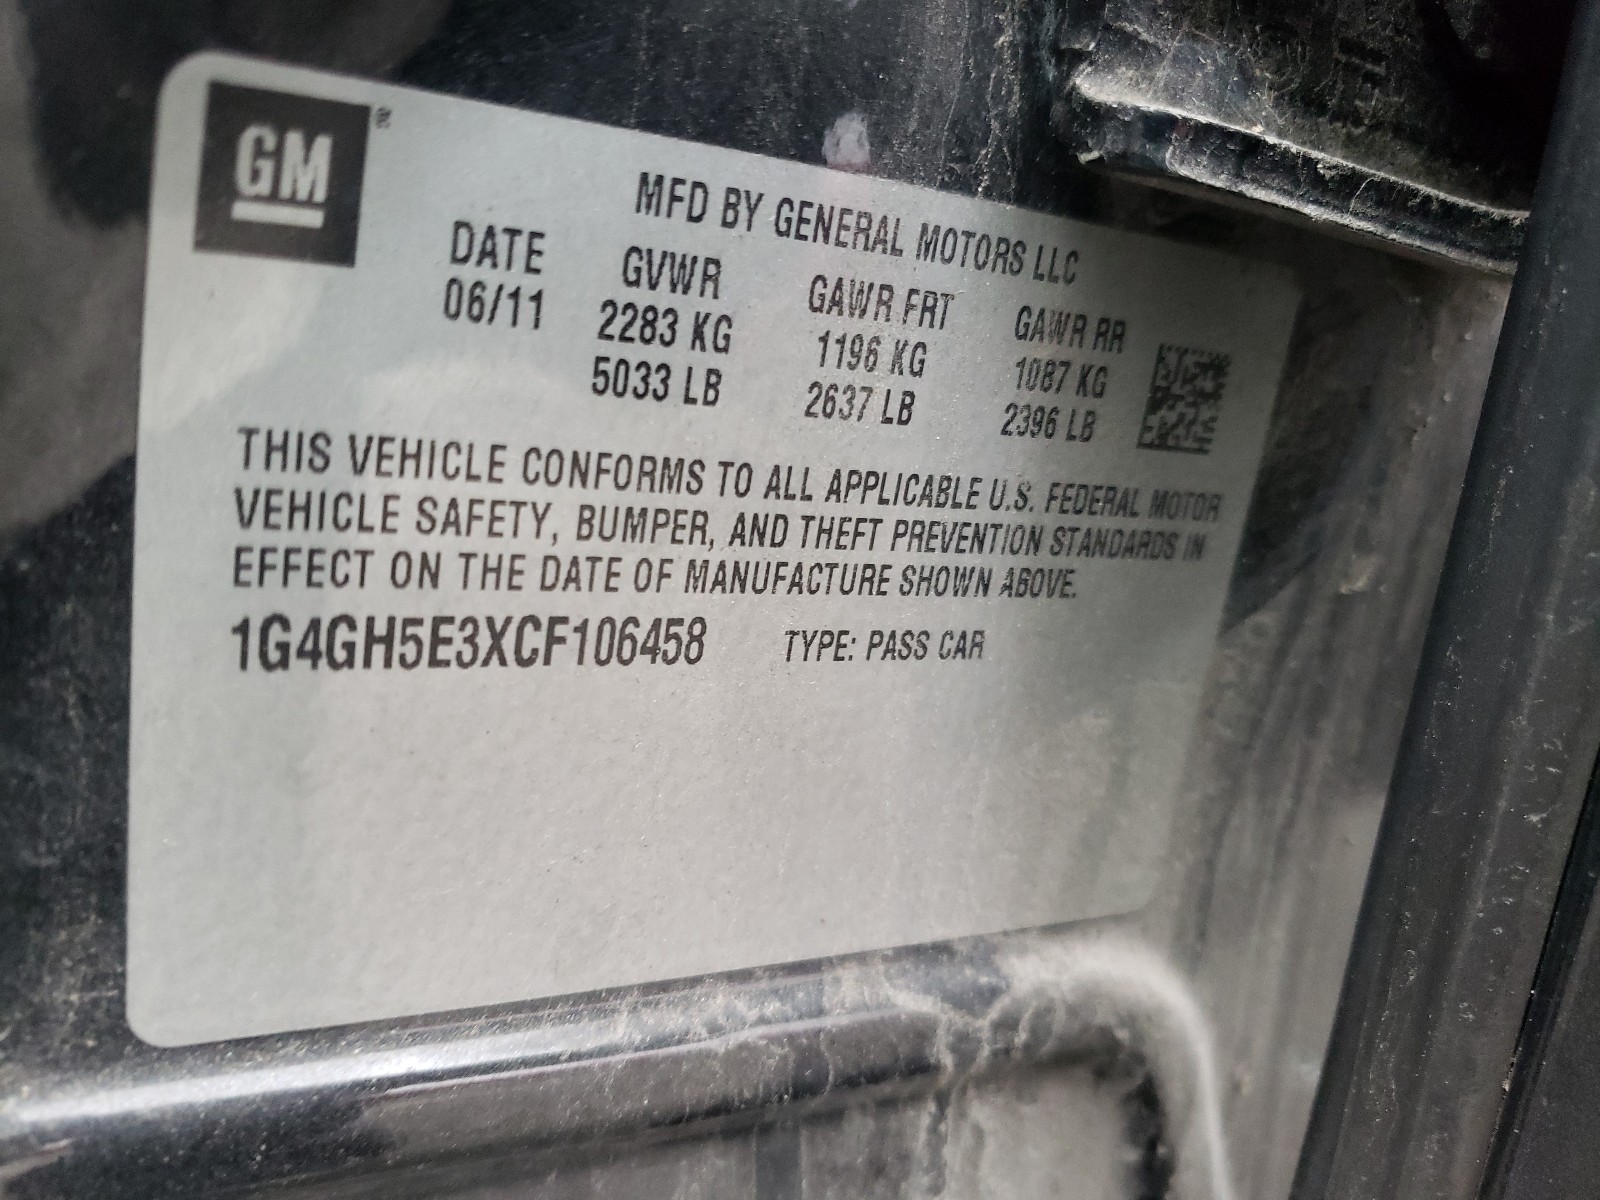 GM
MFD BY GENERAL MOTORS LLC
DATE GVWR GAWR FRT GAWR RR
06/11 2283 KG 1196 KG 1087 KG
5033 LB 2637 LB 2396 LB
THIS VEHICLE CONFORMS TO ALL APPLICABLE U.S. FEDERAL MOTOR
VEHICLE SAFETY, BUMPER, AND THEFT PREVENTION STANDARDS IN
EFFECT ON THE DATE OF MANUFACTURE SHOWN ABOVE.
1G4GH5E3XCF106458 TYPE: PASS CAR